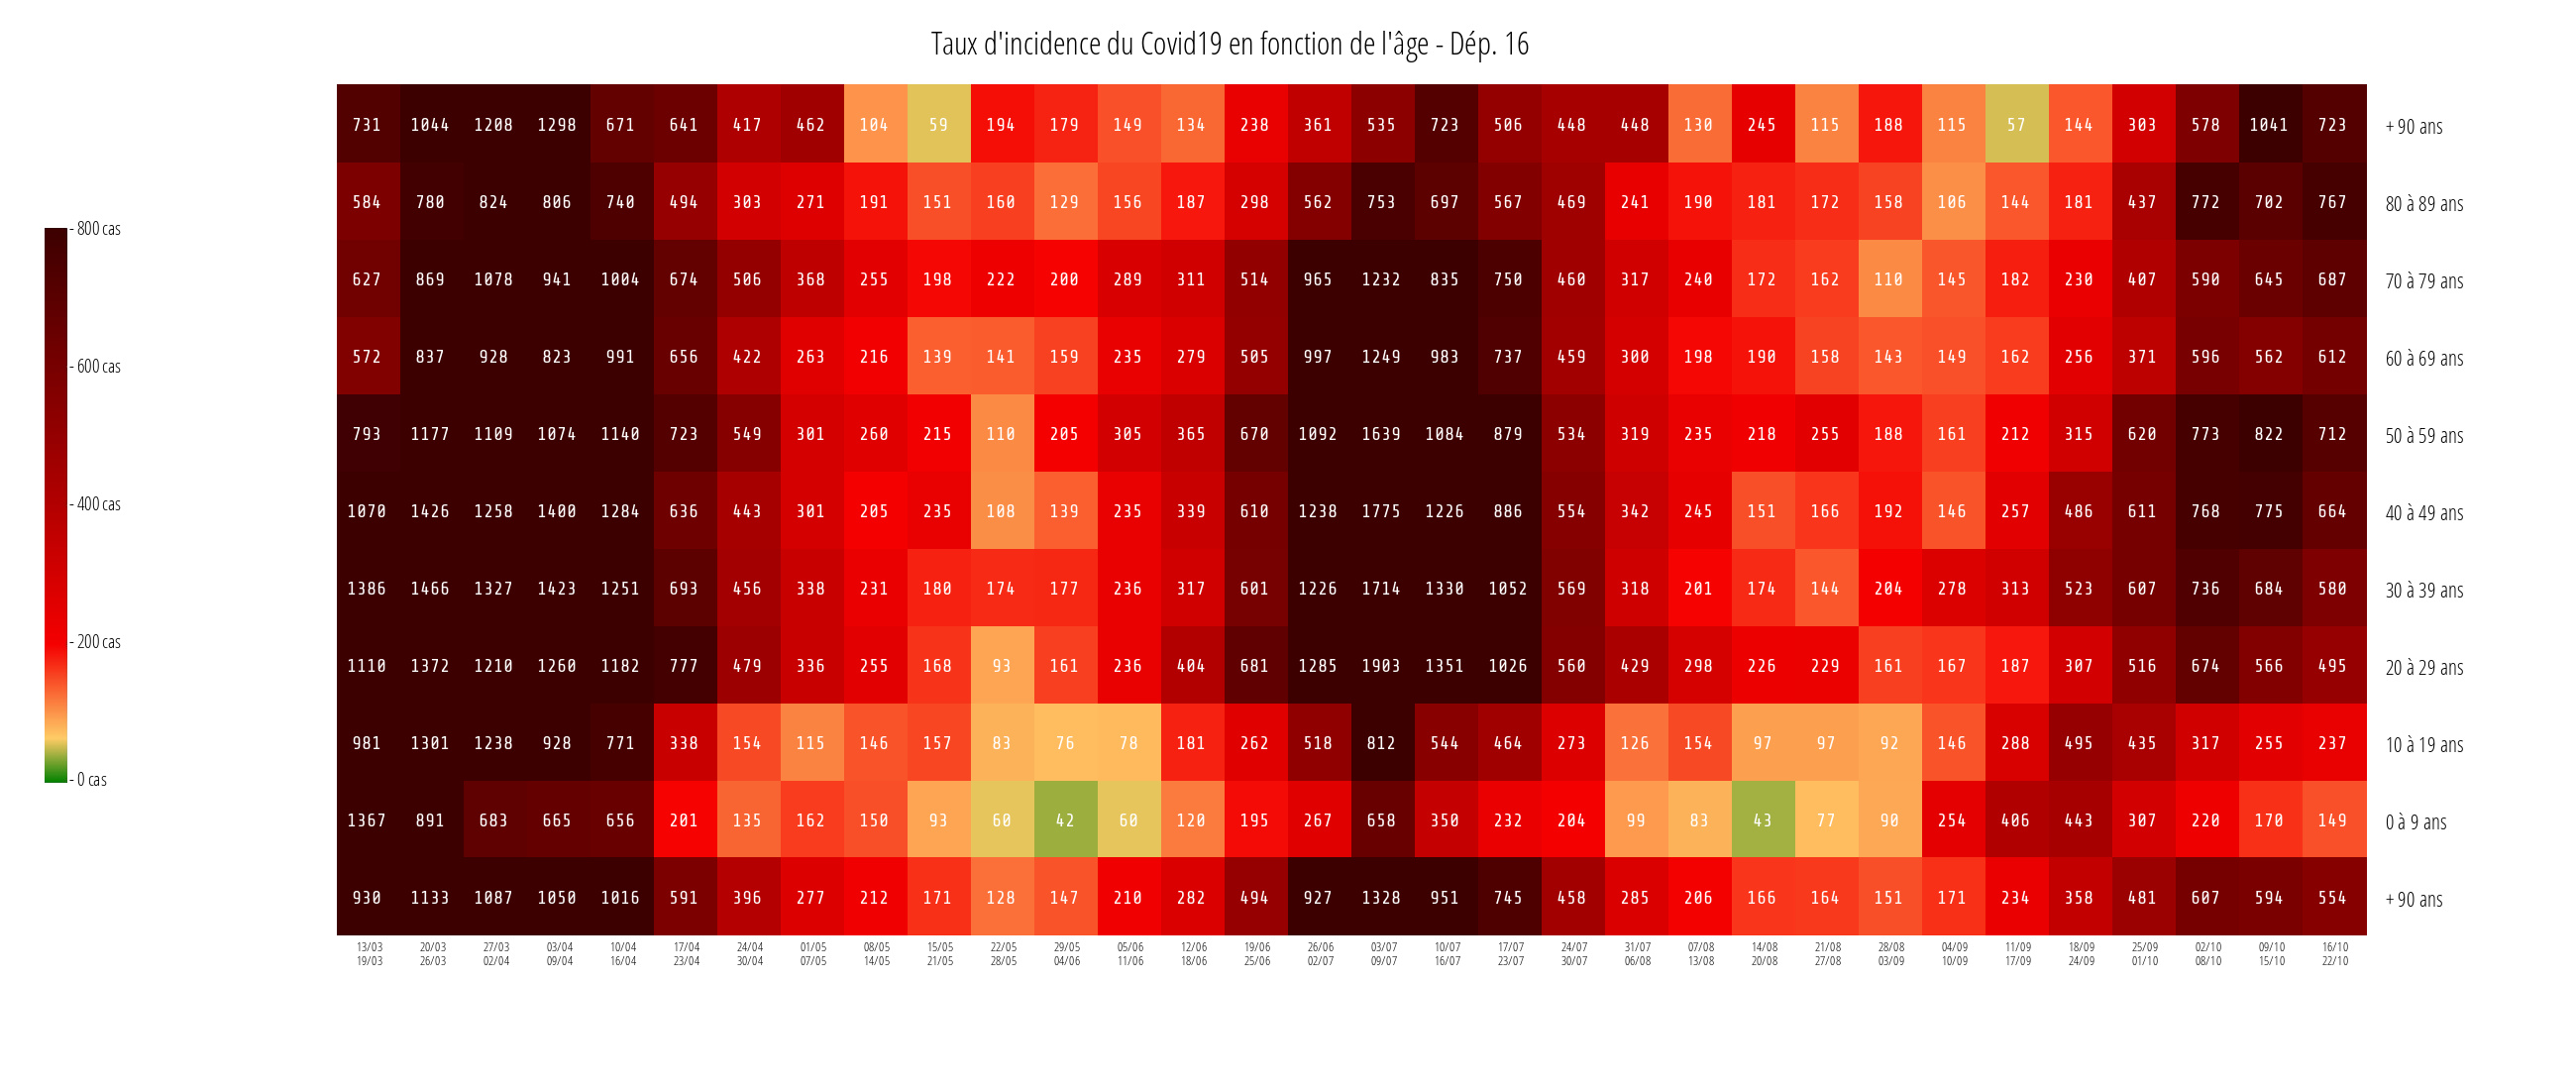 Taux d'incidence du Covid19 en fonction de l'âge - Dép. 16
- 800 cas
- 600 cas
- 400 cas
- 200 cas
- 0 cas
731 1044 1208 1298 671 641 417 462 104 59 194 179 149 134 238 361 535 723 506 448 448 130 245 115 188 115 57 144 303 578 1041 723 + 90 ans
584 780 824 806 740 494 303 271 191 151 160 129 156 187 298 562 753 697 567 469 241 190 181 172 158 106 144 181 437 772 702 767 80 à 89 ans
627 869 1078 941 1004 674 506 368 255 198 222 200 289 311 514 965 1232 835 750 460 317 240 172 162 110 145 182 230 407 590 645 687 70 à 79 ans
572 837 928 823 991 656 422 263 216 139 141 159 235 279 505 997 1249 983 737 459 300 198 190 158 143 149 162 256 371 596 562 612 60 à 69 ans
793 1177 1109 1074 1140 723 549 301 260 215 110 205 305 365 670 1092 1639 1084 879 534 319 235 218 255 188 161 212 315 620 773 822 712 50 à 59 ans
1070 1426 1258 1400 1284 636 443 301 205 235 108 139 235 339 610 1238 1775 1226 886 554 342 245 151 166 192 146 257 486 611 768 775 664 40 à 49 ans
1386 1466 1327 1423 1251 693 456 338 231 180 174 177 236 317 601 1226 1714 1330 1052 569 318 201 174 144 204 278 313 523 607 736 684 580 30 à 39 ans
1110 1372 1210 1260 1182 777 479 336 255 168 93 161 236 404 681 1285 1903 1351 1026 560 429 298 226 229 161 167 187 307 516 674 566 495 20 à 29 ans
981 1301 1238 928 771 338 154 115 146 157 83 76 78 181 262 518 812 544 464 273 126 154 97 97 92 146 288 495 435 317 255 237 10 à 19 ans
1367 891 683 665 656 201 135 162 150 93 60 42 60 120 195 267 658 350 232 204 99 83 43 77 90 254 406 443 307 220 170 149 0 à 9 ans
930 1133 1087 1050 1016 591 396 277 212 171 128 147 210 282 494 927 1328 951 745 458 285 206 166 164 151 171 234 358 481 607 594 554 + 90 ans
13/03 20/03 27/03 03/04 10/04 17/04 24/04 01/05 08/05 15/05 22/05 29/05 05/06 12/06 19/06 26/06 03/07 10/07 17/07 24/07 31/07 07/08 14/08 21/08 28/08 04/09 11/09 18/09 25/09 02/10 09/10 16/10
19/03 26/03 02/04 09/04 16/04 23/04 30/04 07/05 14/05 21/05 28/05 04/06 11/06 18/06 25/06 02/07 09/07 16/07 23/07 30/07 06/08 13/08 20/08 27/08 03/09 10/09 17/09 24/09 01/10 08/10 15/10 22/10